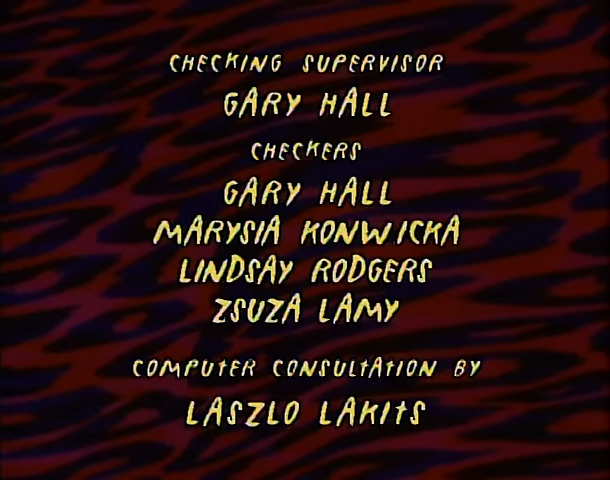 CHECKING SUPERVISOR
GARY HALL
CHECKERS
GARY HALL
MARYSIA KONWICKA
LINDSAY RODGERS
ZSUZA LAMY
COMPUTER CONSULTATION BY
LASZLO LAKITS